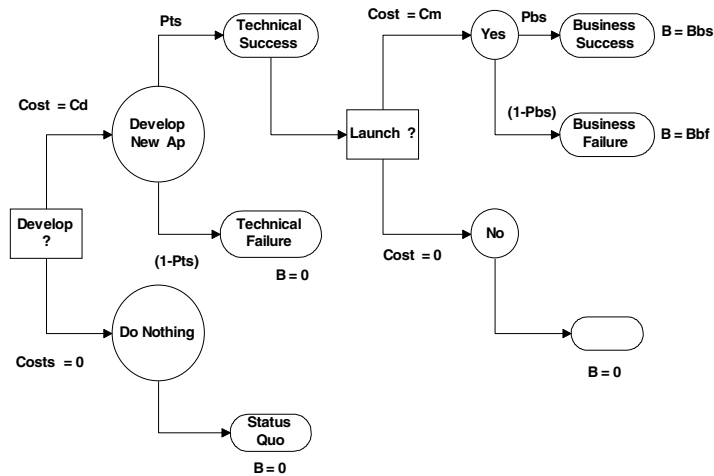 Pts
Technical
Success
Cost = Cm
Yes
Pbs
Business
Success
B = Bbs
Cost = Cd
Develop
New Ap
Launch ?
(1-Pbs)
Business
Failure
B = Bbf
Develop
?
Technical
Failure
(1-Pts)
B = 0
No
Cost = 0
Do Nothing
Costs = 0
B = 0
Status
Quo
B = 0